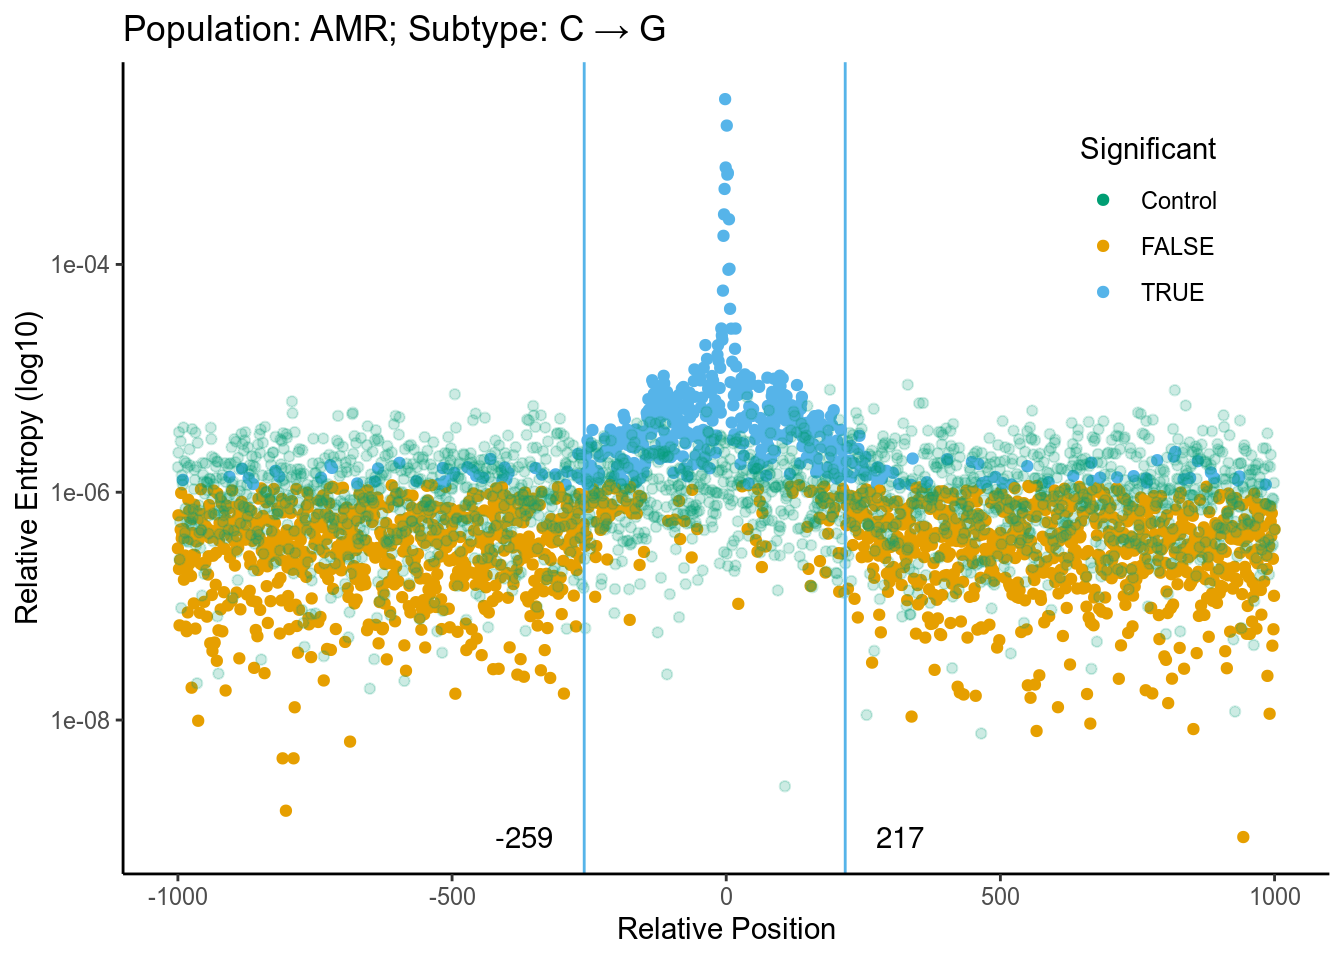 Population: AMR; Subtype: C → G
Relative Entropy (log10)
1e-04
1e-06
1e-08
Significant
Control
FALSE
TRUE
-259
217
-1000
-500
0
500
1000
Relative Position